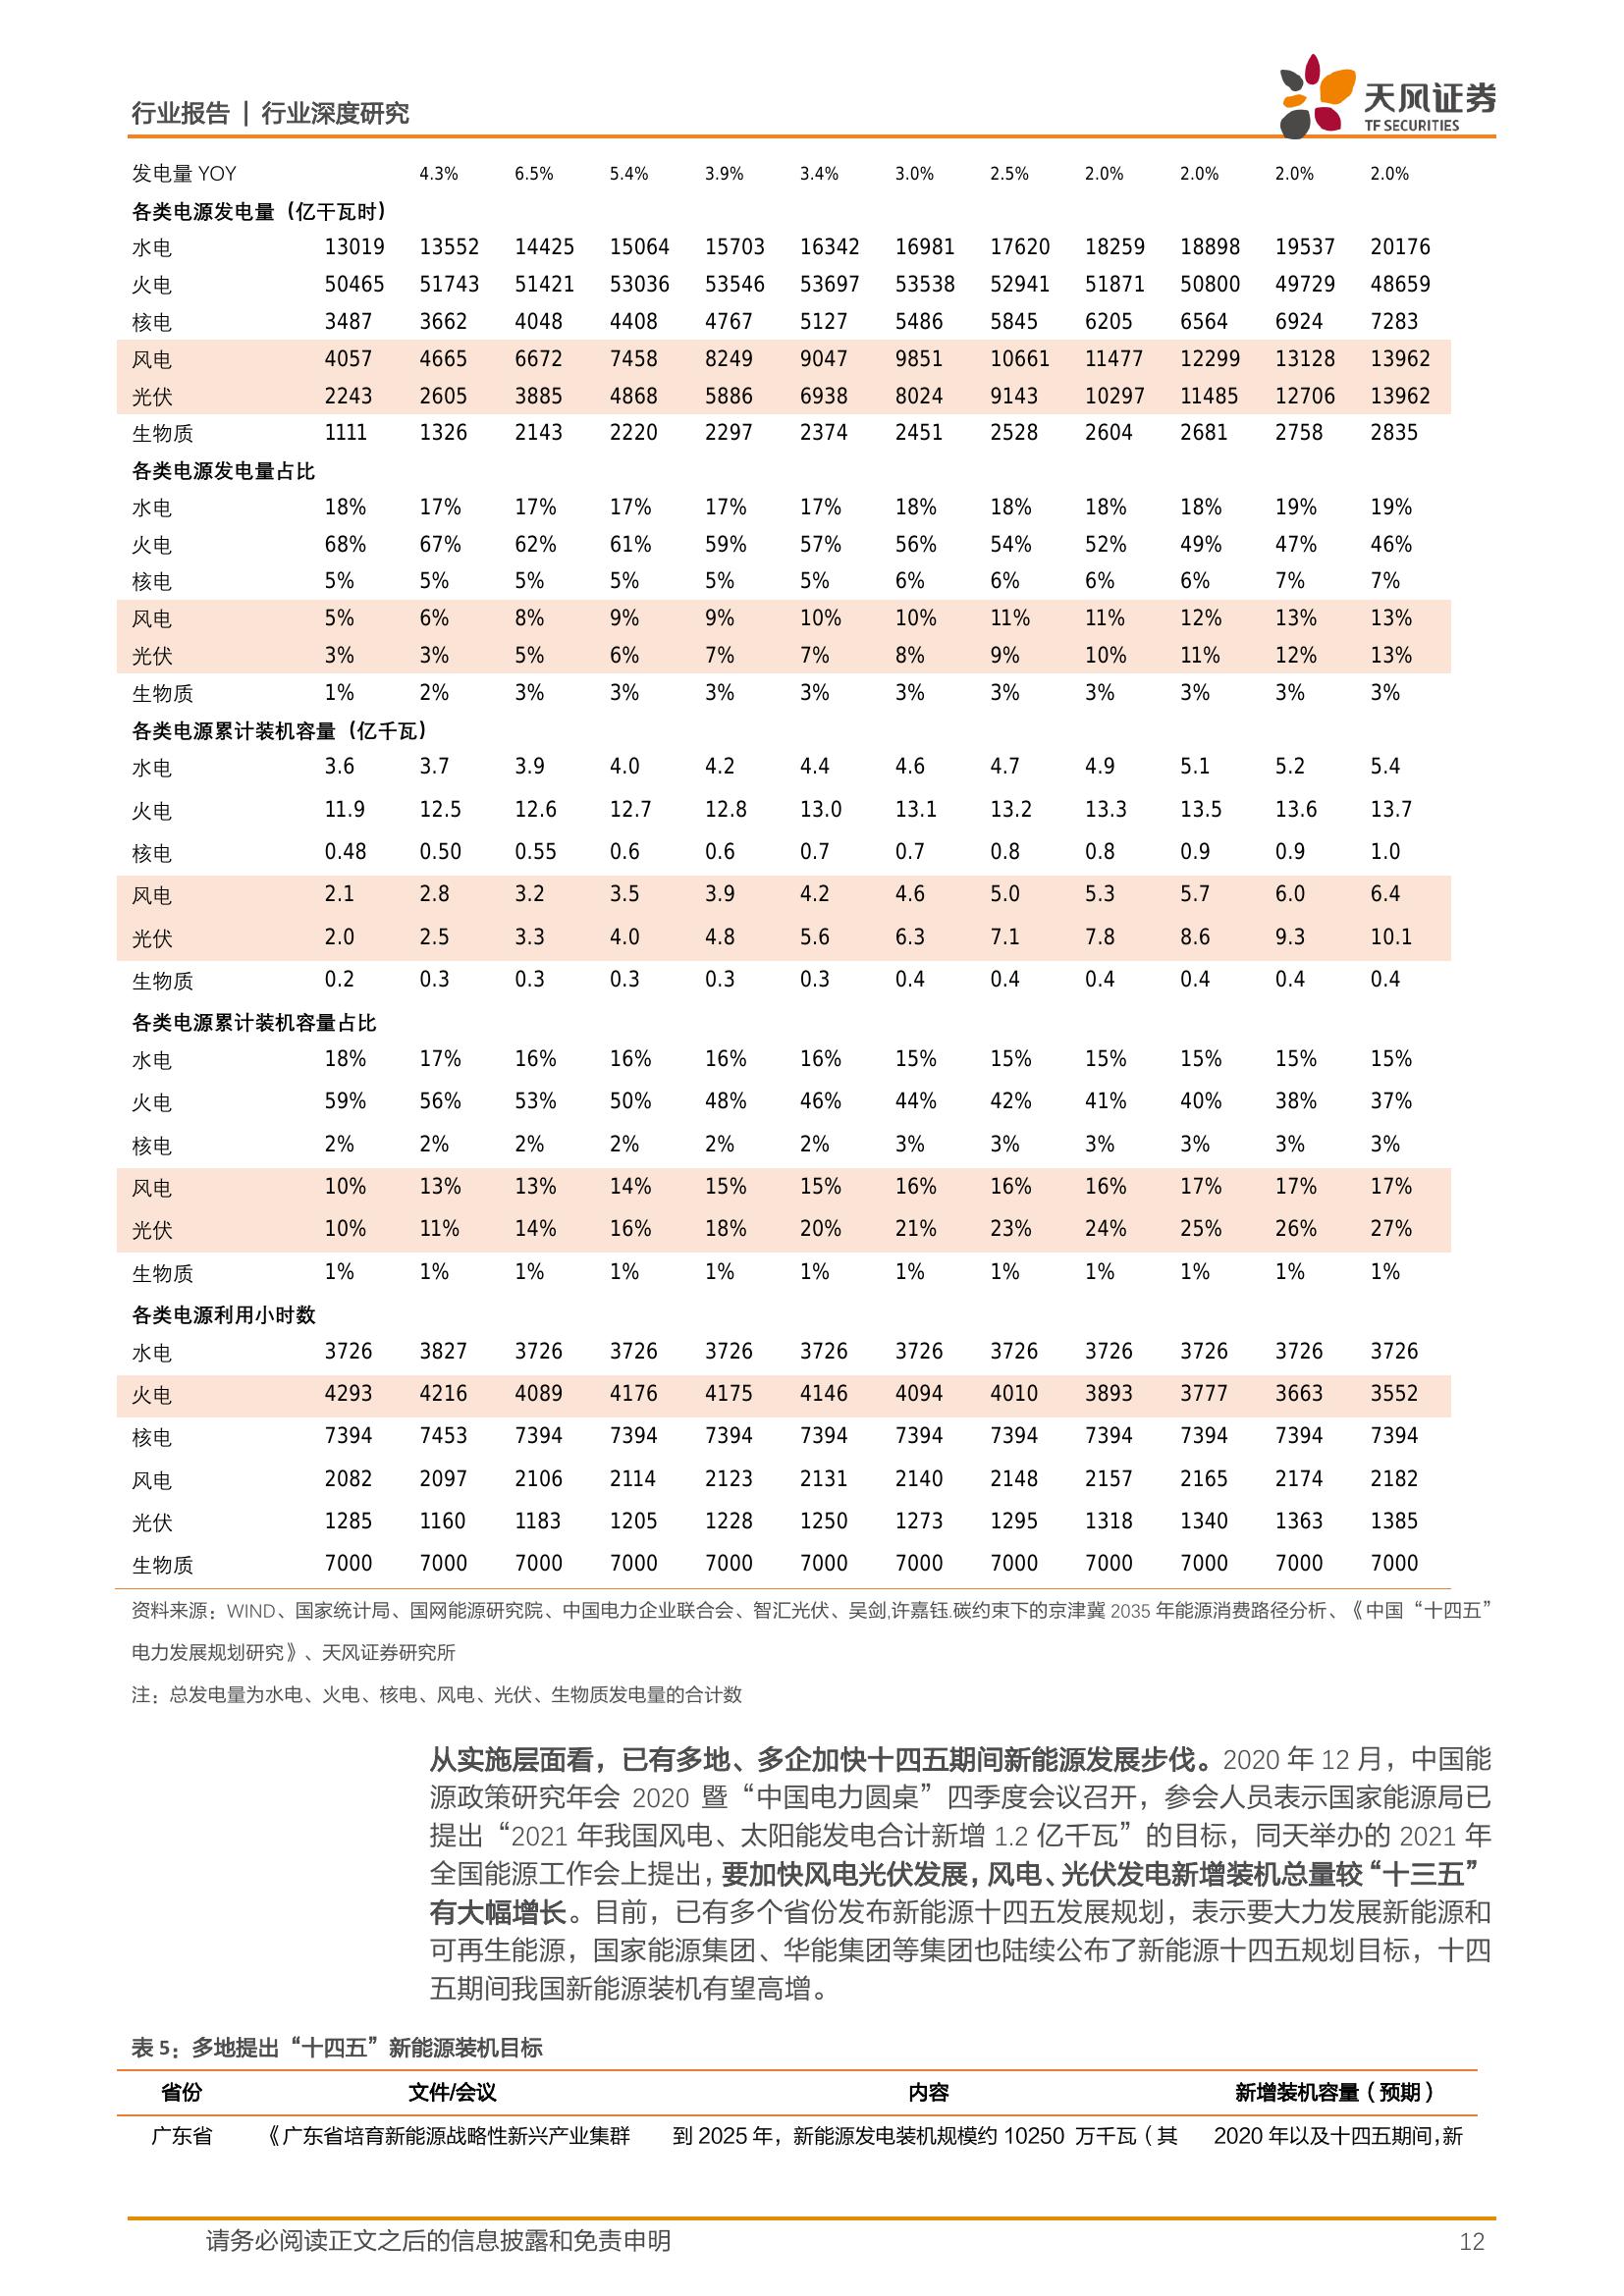 行业报告 | 行业深度研究
天风证券
TF SECURITIES
发电量 YOY 4.3% 6.5% 5.4% 3.9% 3.4% 3.0% 2.5% 2.0% 2.0% 2.0% 2.0%
各类电源发电量（亿千瓦时）
水电 13019 13552 14425 15064 15703 16342 16981 17620 18259 18898 19537 20176
火电 50465 51743 51421 53036 53546 53697 53538 52941 51871 50800 49729 48659
核电 3487 3662 4048 4408 4767 5127 5486 5845 6205 6564 6924 7283
风电 4057 4665 6672 7458 8249 9047 9851 10661 11477 12299 13128 13962
光伏 2243 2605 3885 4868 5886 6938 8024 9143 10297 11485 12706 13962
生物质 1111 1326 2143 2220 2297 2374 2451 2528 2604 2681 2758 2835
各类电源发电量占比
水电 18% 17% 17% 17% 17% 17% 18% 18% 18% 18% 19% 19%
火电 68% 67% 62% 61% 59% 57% 56% 54% 52% 49% 47% 46%
核电 5% 5% 5% 5% 5% 5% 6% 6% 6% 6% 7% 7%
风电 5% 6% 8% 9% 9% 10% 10% 11% 11% 12% 13% 13%
光伏 3% 3% 5% 6% 7% 7% 8% 9% 10% 11% 12% 13%
生物质 1% 2% 3% 3% 3% 3% 3% 3% 3% 3% 3% 3%
各类电源累计装机容量（亿千瓦）
水电 3.6 3.7 3.9 4.0 4.2 4.4 4.6 4.7 4.9 5.1 5.2 5.4
火电 11.9 12.5 12.6 12.7 12.8 13.0 13.1 13.2 13.3 13.5 13.6 13.7
核电 0.48 0.50 0.55 0.6 0.6 0.7 0.7 0.8 0.8 0.9 0.9 1.0
风电 2.1 2.8 3.2 3.5 3.9 4.2 4.6 5.0 5.3 5.7 6.0 6.4
光伏 2.0 2.5 3.3 4.0 4.8 5.6 6.3 7.1 7.8 8.6 9.3 10.1
生物质 0.2 0.3 0.3 0.3 0.3 0.3 0.4 0.4 0.4 0.4 0.4 0.4
各类电源累计装机容量占比
水电 18% 17% 16% 16% 16% 16% 15% 15% 15% 15% 15% 15%
火电 59% 56% 53% 50% 48% 46% 44% 42% 41% 40% 38% 37%
核电 2% 2% 2% 2% 2% 2% 3% 3% 3% 3% 3% 3%
风电 10% 13% 13% 14% 15% 15% 16% 16% 16% 17% 17% 17%
光伏 10% 11% 14% 16% 18% 20% 21% 23% 24% 25% 26% 27%
生物质 1% 1% 1% 1% 1% 1% 1% 1% 1% 1% 1% 1%
各类电源利用小时数
水电 3726 3827 3726 3726 3726 3726 3726 3726 3726 3726 3726 3726
火电 4293 4216 4089 4176 4175 4146 4094 4010 3893 3777 3663 3552
核电 7394 7453 7394 7394 7394 7394 7394 7394 7394 7394 7394 7394
风电 2082 2097 2106 2114 2123 2131 2140 2148 2157 2165 2174 2182
光伏 1285 1160 1183 1205 1228 1250 1273 1295 1318 1340 1363 1385
生物质 7000 7000 7000 7000 7000 7000 7000 7000 7000 7000 7000 7000
资料来源：WIND、国家统计局、国网能源研究院、中国电力企业联合会、智汇光伏、吴剑,许嘉钰.碳约束下的京津冀 2035 年能源消费路径分析、《中国“十四五”
电力发展规划研究》、天风证券研究所
注：总发电量为水电、火电、核电、风电、光伏、生物质发电量的合计数
从实施层面看，已有多地、多企加快十四五期间新能源发展步伐。2020 年 12 月，中国能
源政策研究年会 2020 暨“中国电力圆桌”四季度会议召开，参会人员表示国家能源局已
提出“2021 年我国风电、太阳能发电合计新增 1.2 亿千瓦”的目标，同天举办的 2021 年
全国能源工作会上提出，要加快风电光伏发展，风电、光伏发电新增装机总量较“十三五”
有大幅增长。目前，已有多个省份发布新能源十四五发展规划，表示要大力发展新能源和
可再生能源，国家能源集团、华能集团等集团也陆续公布了新能源十四五规划目标，十四
五期间我国新能源装机有望高增。
表 5：多地提出“十四五”新能源装机目标
省份 文件/会议 内容 新增装机容量（预期）
广东省 《广东省培育新能源战略性新兴产业集群 到 2025 年，新能源发电装机规模约 10250 万千瓦（其 2020 年以及十四五期间，新
请务必阅读正文之后的信息披露和免责申明 12